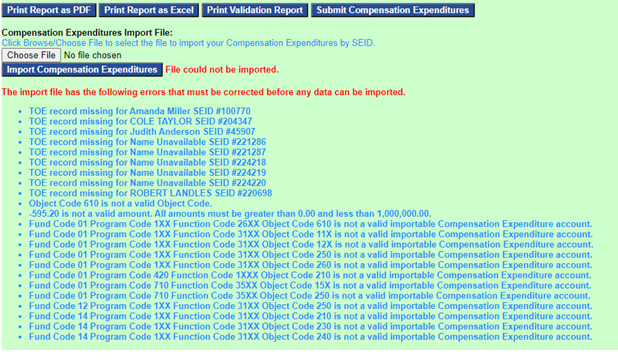 Print Report as PDF Print Report as Excel Print Validation Report Submit Compensation Expenditures
Compensation Expenditures Import File:
Click Browse/Choose File to select the file to import your Compensation Expenditures by SEID.
Choose File No file chosen
Import Compensation Expenditures File could not be imported.
The import file has the following errors that must be corrected before any data can be imported.
• TOE record missing for Amanda Miller SEID #100770
• TOE record missing for COLE TAYLOR SEID #204347
• TOE record missing for Judith Anderson SEID #45907
• TOE record missing for Name Unavailable SEID #221286
• TOE record missing for Name Unavailable SEID #221287
• TOE record missing for Name Unavailable SEID #224218
• TOE record missing for Name Unavailable SEID #224219
• TOE record missing for Name Unavailable SEID #224220
• TOE record missing for ROBERT LANDLES SEID #220698
• Object Code 610 is not a valid Object Code.
• -595.20 is not a valid amount. All amounts must be greater than 0.00 and less than 1,000,000.00.
• Fund Code 01 Program Code 1XX Function Code 26XX Object Code 610 is not a valid importable Compensation Expenditure account.
• Fund Code 01 Program Code 1XX Function Code 31XX Object Code 11X is not a valid importable Compensation Expenditure account.
• Fund Code 01 Program Code 1XX Function Code 31XX Object Code 12X is not a valid importable Compensation Expenditure account.
• Fund Code 01 Program Code 1XX Function Code 31XX Object Code 250 is not a valid importable Compensation Expenditure account.
• Fund Code 01 Program Code 1XX Function Code 31XX Object Code 260 is not a valid importable Compensation Expenditure account.
• Fund Code 01 Program Code 420 Function Code 1XXX Object Code 210 is not a valid importable Compensation Expenditure account.
• Fund Code 01 Program Code 710 Function Code 35XX Object Code 15X is not a valid importable Compensation Expenditure account.
• Fund Code 01 Program Code 710 Function Code 35XX Object Code 250 is not a valid importable Compensation Expenditure account.
• Fund Code 12 Program Code 1XX Function Code 31XX Object Code 250 is not a valid importable Compensation Expenditure account.
• Fund Code 14 Program Code 1XX Function Code 31XX Object Code 210 is not a valid importable Compensation Expenditure account.
• Fund Code 14 Program Code 1XX Function Code 31XX Object Code 230 is not a valid importable Compensation Expenditure account.
• Fund Code 14 Program Code 1XX Function Code 31XX Object Code 240 is not a valid importable Compensation Expenditure account.